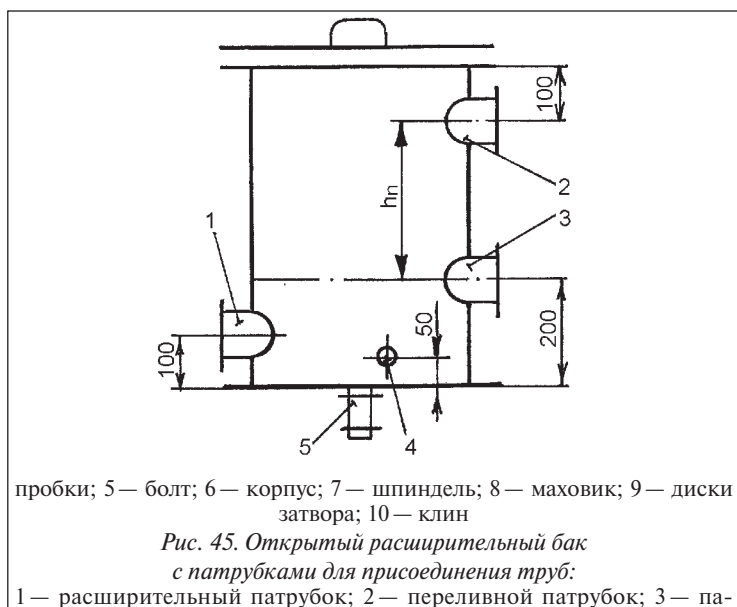 100
2
hn
3
1
50
200
100
5
4
пробки; 5 — болт; 6 — корпус; 7 — шпиндель; 8 — маховик; 9 — диски
затвора; 10 — клин
Рис. 45. Открытый расширительный бак
с патрубками для присоединения труб:
1 — расширительный патрубок; 2 — переливной патрубок; 3 — па-